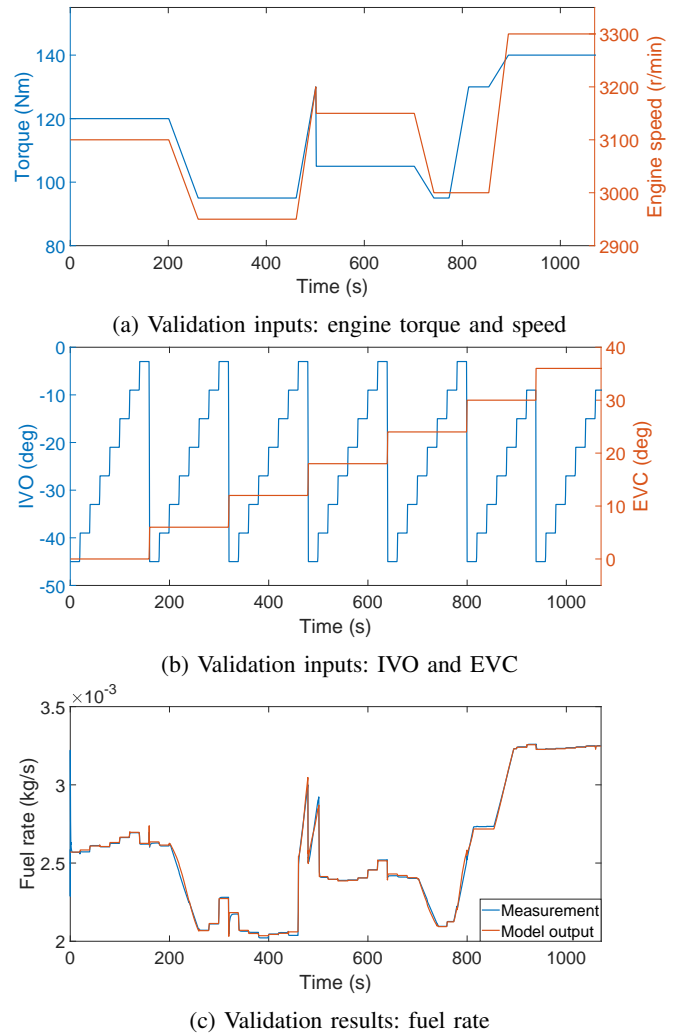 140
120
100
80
Torque (Nm)
3300
3200
3100
3000
2900
Engine speed (r/min)
0 200 400 600 800 1000
Time (s)
(a) Validation inputs: engine torque and speed
0
-10
-20
-30
-40
-50
IVO (deg)
40
30
20
10
0
EVC (deg)
0 200 400 600 800 1000
Time (s)
(b) Validation inputs: IVO and EVC
×10⁻³
3.5
3
2.5
2
Fuel rate (kg/s)
Measurement
Model output
0 200 400 600 800 1000
Time (s)
(c) Validation results: fuel rate